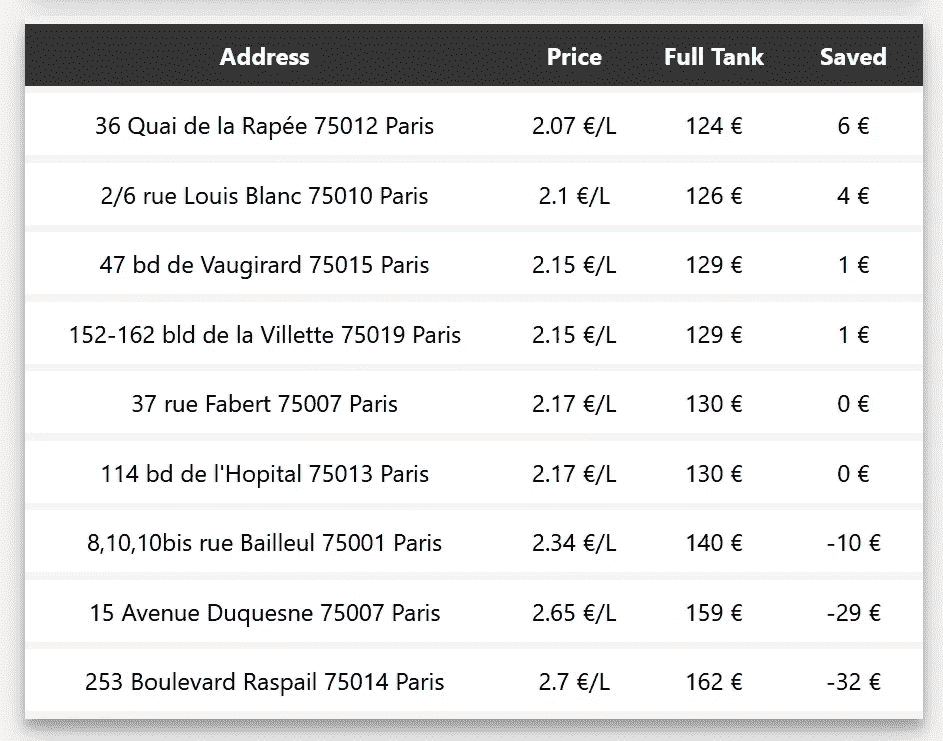 Address Price Full Tank Saved
36 Quai de la Rapée 75012 Paris 2.07 €/L 124 € 6 €
2/6 rue Louis Blanc 75010 Paris 2.1 €/L 126 € 4 €
47 bd de Vaugirard 75015 Paris 2.15 €/L 129 € 1 €
152-162 bld de la Villette 75019 Paris 2.15 €/L 129 € 1 €
37 rue Fabert 75007 Paris 2.17 €/L 130 € 0 €
114 bd de l'Hopital 75013 Paris 2.17 €/L 130 € 0 €
8,10,10bis rue Bailleul 75001 Paris 2.34 €/L 140 € -10 €
15 Avenue Duquesne 75007 Paris 2.65 €/L 159 € -29 €
253 Boulevard Raspail 75014 Paris 2.7 €/L 162 € -32 €